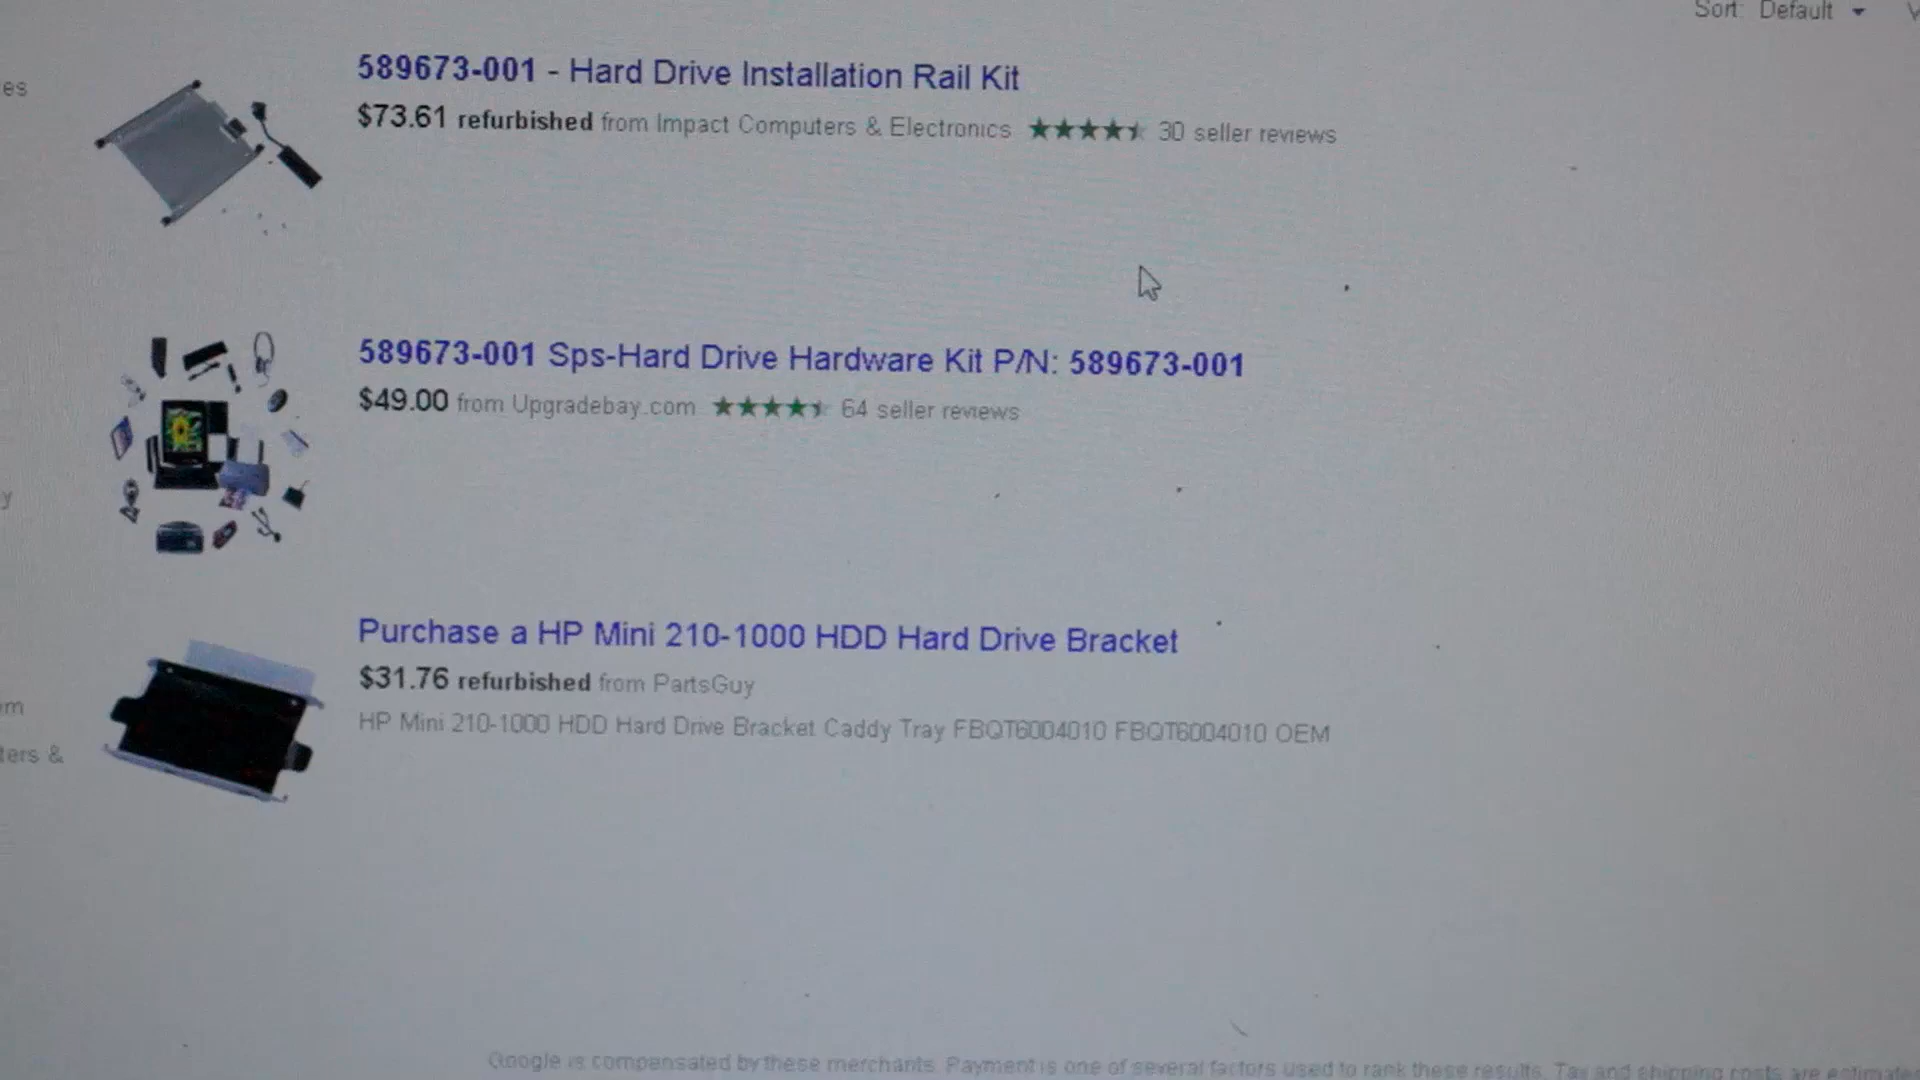 Sort: Default
es
589673-001 - Hard Drive Installation Rail Kit
$73.61 refurbished from Impact Computers & Electronics 30 seller reviews
589673-001 Sps-Hard Drive Hardware Kit P/N: 589673-001
$49.00 from Upgradebay.com 64 seller reviews
y
Purchase a HP Mini 210-1000 HDD Hard Drive Bracket
$31.76 refurbished from PartsGuy
om
HP Mini 210-1000 HDD Hard Drive Bracket Caddy Tray FBQT6004010 FBQT6004010 OEM
ters &
Google is compensated by these merchants. Payment is one of several factors used to rank these results. Tax and shipping costs are estimates